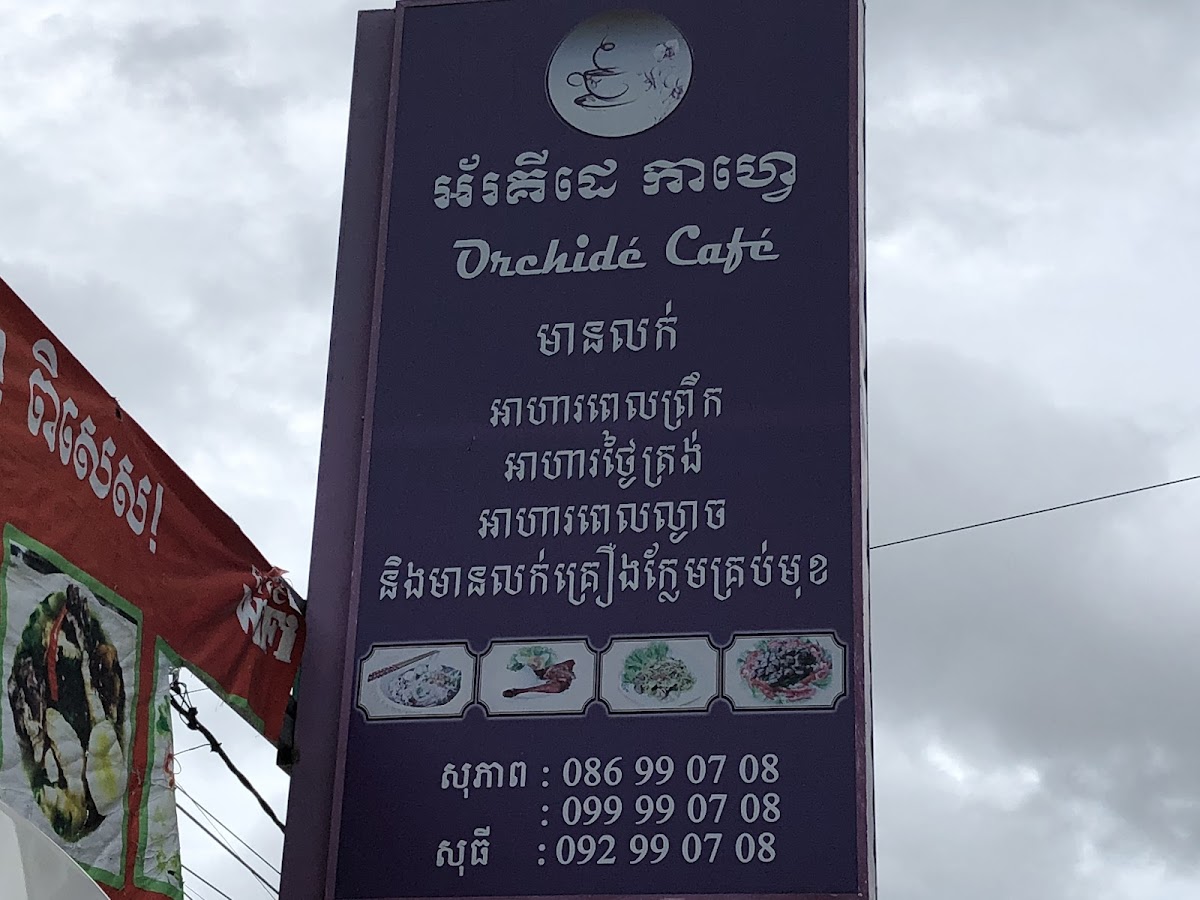 អ័រគីដេ កាហ្វេ
Orchidé Café
មានលក់
អាហារពេលព្រឹក
អាហារថ្ងៃត្រង់
អាហារពេលល្ងាច
និងមានលក់គ្រឿងក្លែមគ្រប់មុខ
សុភាព : 086 99 07 08
: 099 99 07 08
សុធី : 092 99 07 08
ពិសេស!